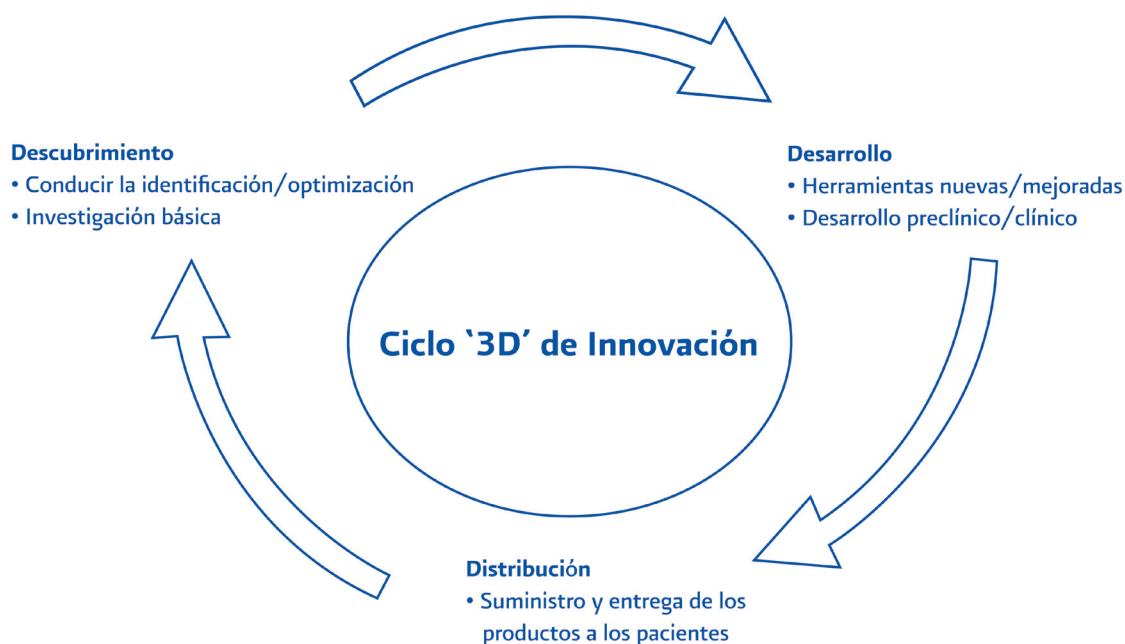 Descubrimiento
• Conducir la identificación/optimización
• Investigación básica
Desarrollo
• Herramientas nuevas/mejoradas
• Desarrollo preclínico/clínico
Ciclo ‵3D′ de Innovación
Distribución
• Suministro y entrega de los
productos a los pacientes